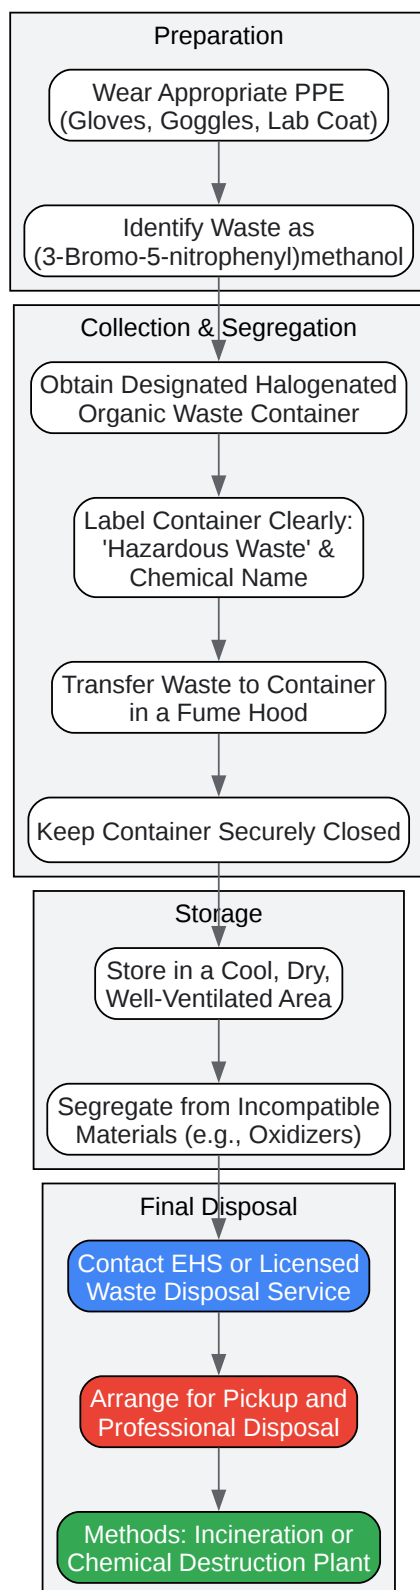 Preparation
Wear Appropriate PPE
(Gloves, Goggles, Lab Coat)
Identify Waste as
(3-Bromo-5-nitrophenyl)methanol
Collection & Segregation
Obtain Designated Halogenated
Organic Waste Container
Label Container Clearly:
'Hazardous Waste' &
Chemical Name
Transfer Waste to Container
in a Fume Hood
Keep Container Securely Closed
Storage
Store in a Cool, Dry,
Well-Ventilated Area
Segregate from Incompatible
Materials (e.g., Oxidizers)
Final Disposal
Contact EHS or Licensed
Waste Disposal Service
Arrange for Pickup and
Professional Disposal
Methods: Incineration or
Chemical Destruction Plant